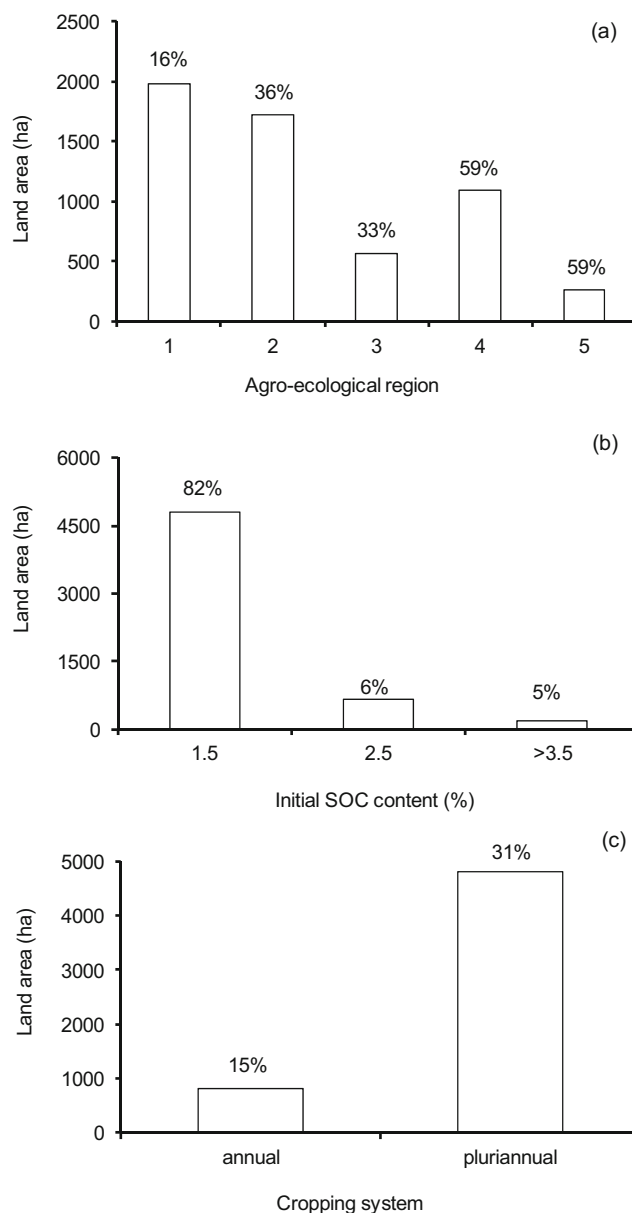 (a)
2500
2000
1500
1000
500
0
Land area (ha)
16%
36%
33%
59%
59%
1 2 3 4 5
Agro-ecological region
(b)
6000
4500
3000
1500
0
Land area (ha)
82%
6%
5%
1.5 2.5 >3.5
Initial SOC content (%)
(c)
5000
4000
3000
2000
1000
0
Land area (ha)
15%
31%
annual pluriannual
Cropping system